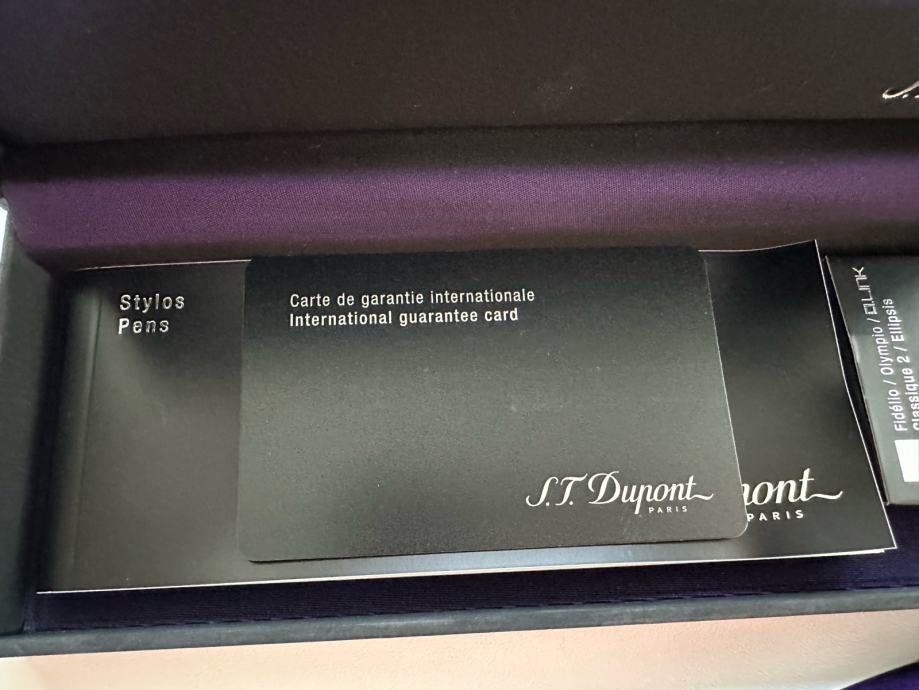 Stylos
Pens
Carte de garantie internationale
International guarantee card
S.T. Dupont
PARIS
PARIS
Fidélio / Olympio / D.LINK
Classique 2 / Ellipsis